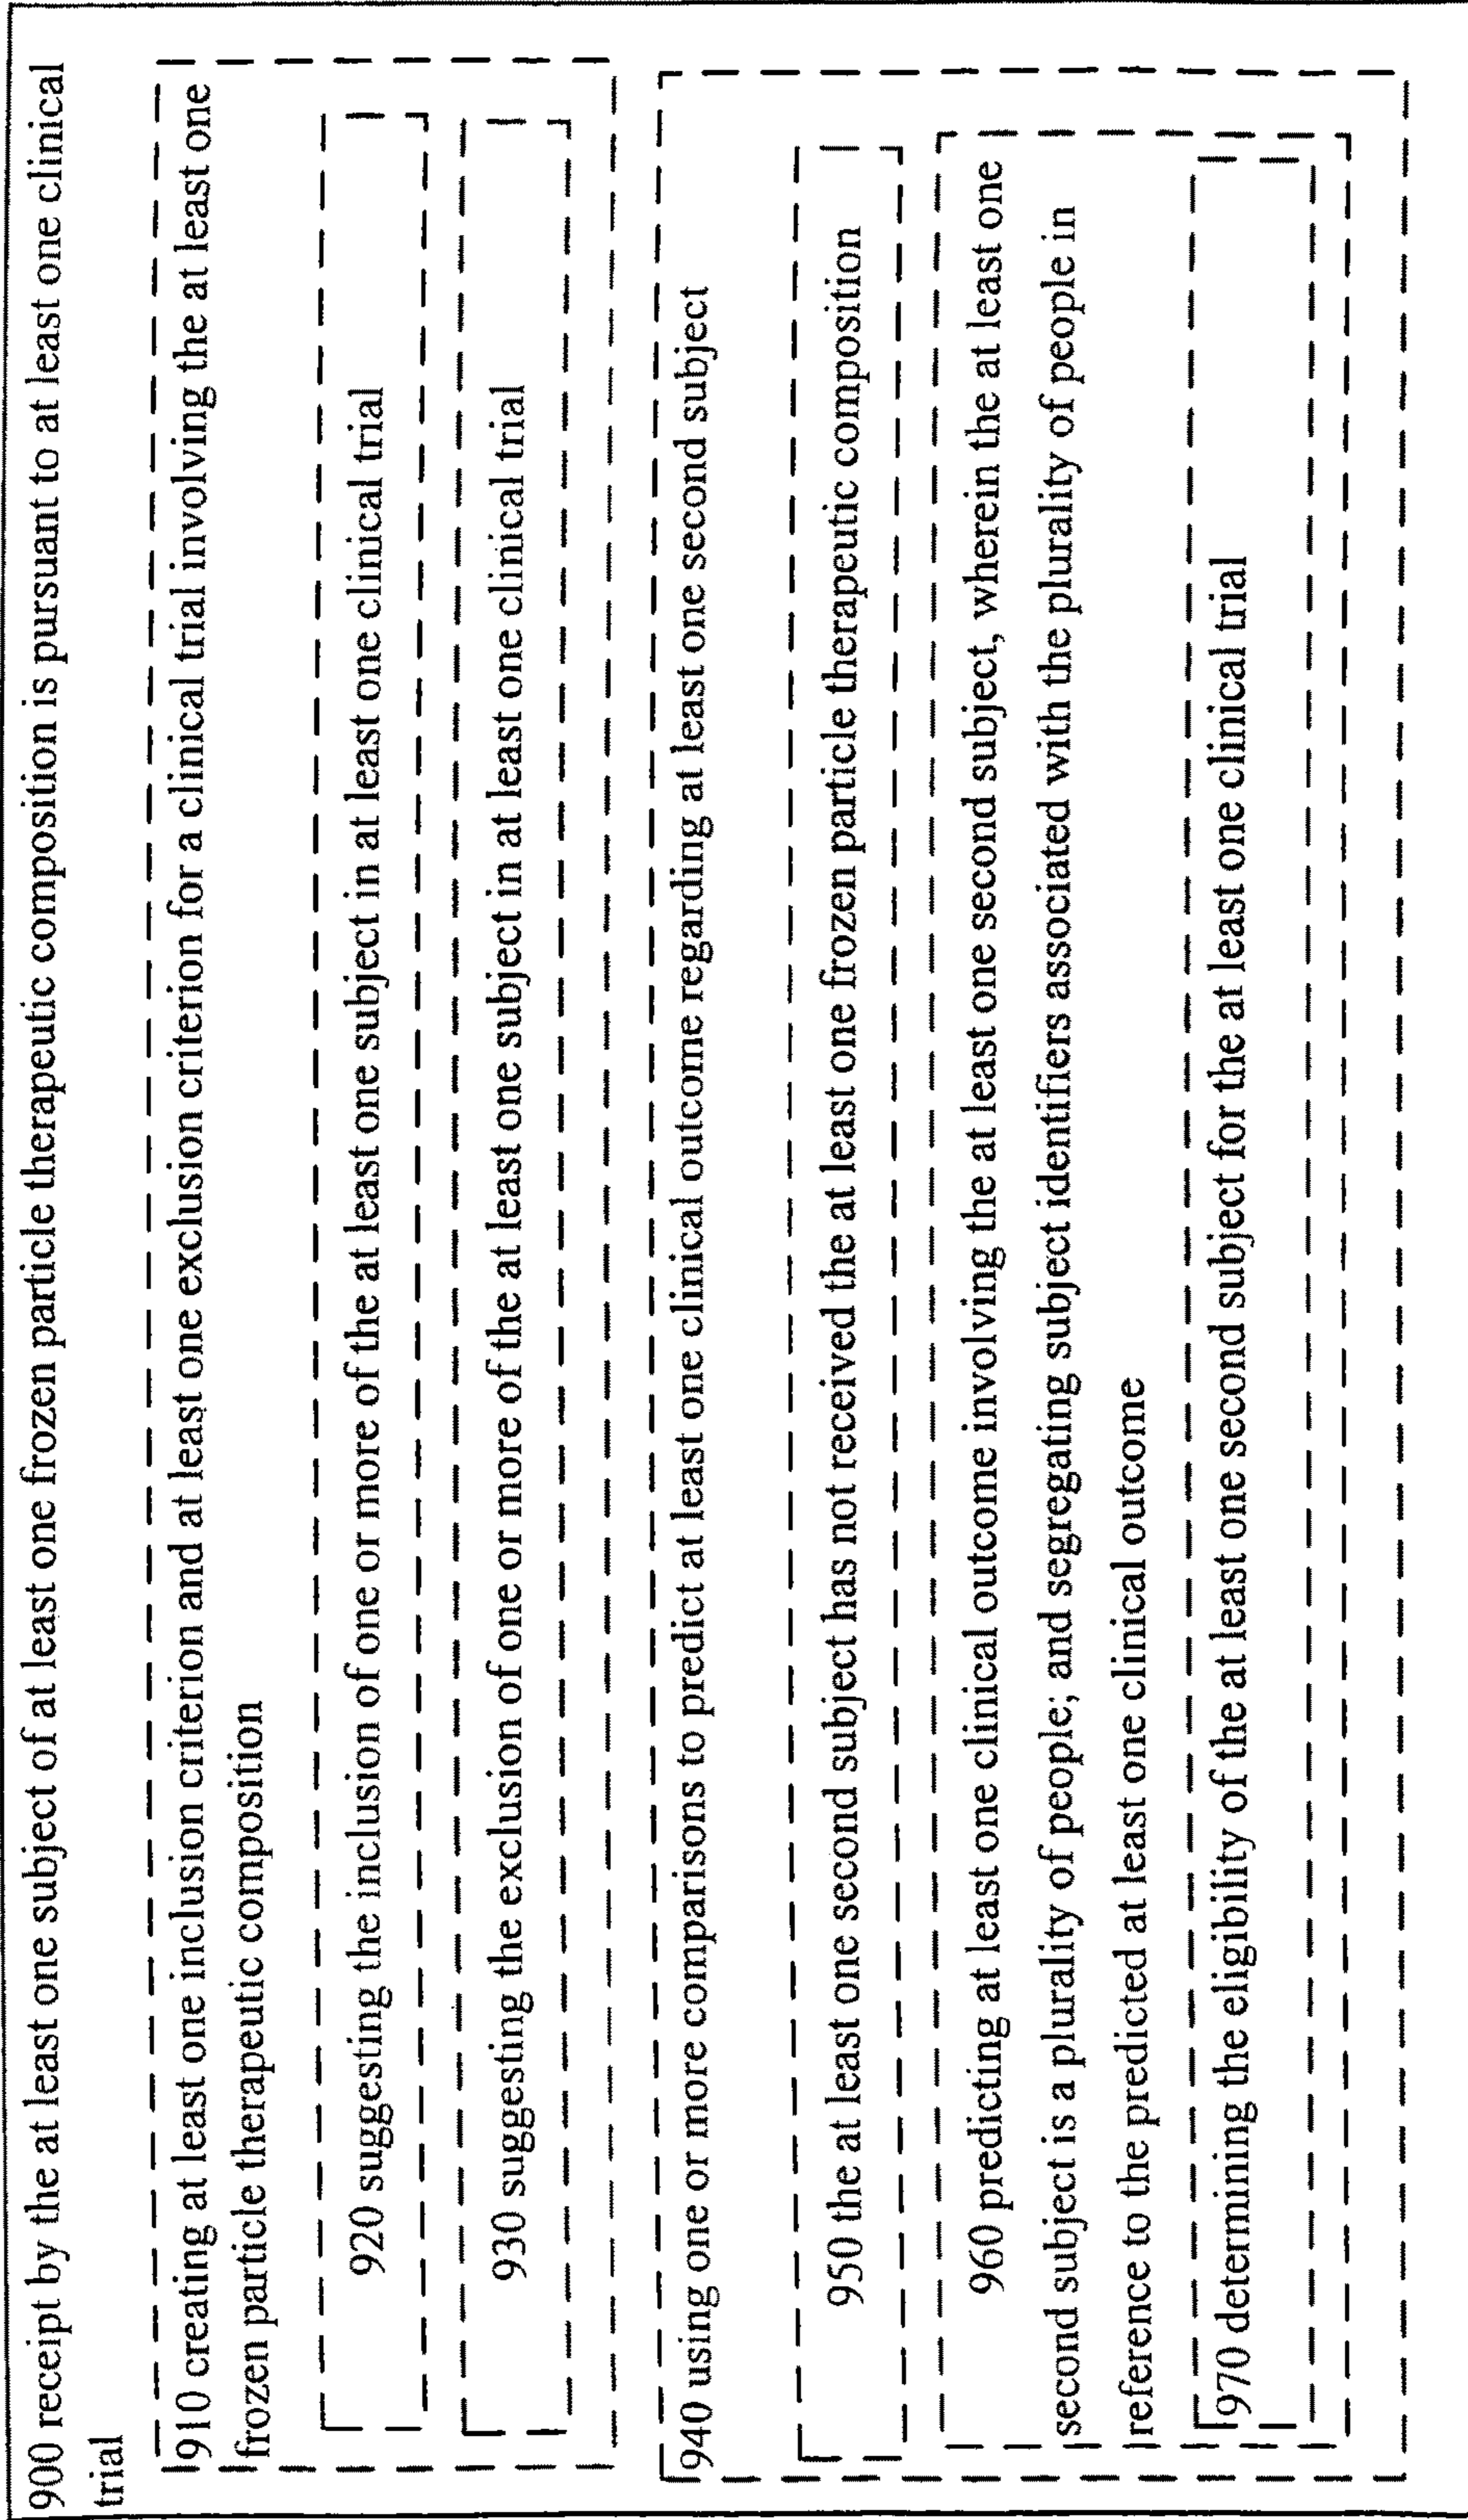 900 receipt by the at least one subject of at least one frozen particle therapeutic composition is pursuant to at least one clinical
trial
910 creating at least one inclusion criterion and at least one exclusion criterion for a clinical trial involving the at least one
frozen particle therapeutic composition
920 suggesting the inclusion of one or more of the at least one subject in at least one clinical trial
930 suggesting the exclusion of one or more of the at least one subject in at least one clinical trial
940 using one or more comparisons to predict at least one clinical outcome regarding at least one second subject
950 the at least one second subject has not received the at least one frozen particle therapeutic composition
960 predicting at least one clinical outcome involving the at least one second subject, wherein the at least one
second subject is a plurality of people; and segregating subject identifiers associated with the plurality of people in
reference to the predicted at least one clinical outcome
970 determining the eligibility of the at least one second subject for the at least one clinical trial